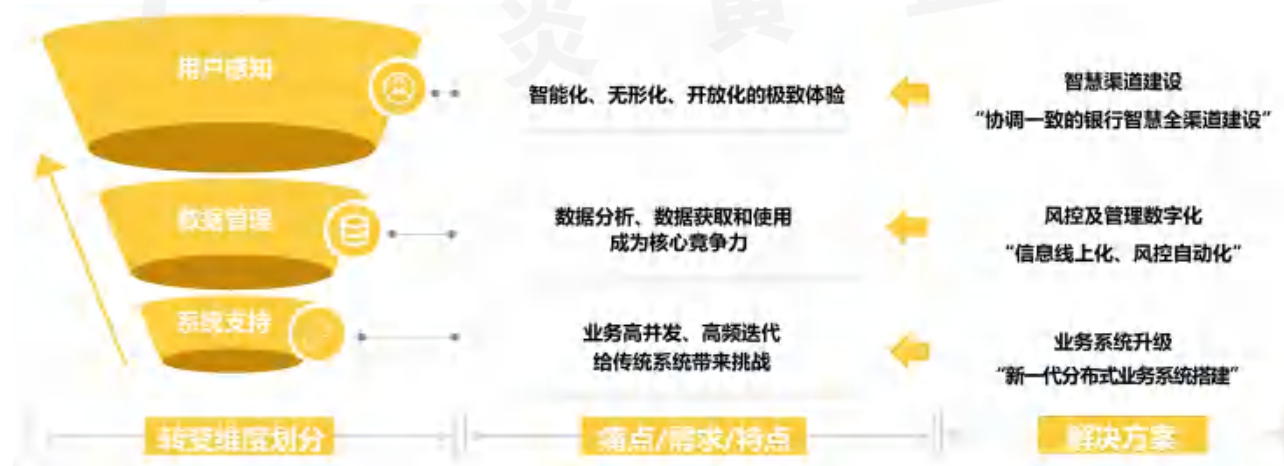 用户感知
智能化、无形化、开放化的极致体验
智慧渠道建设
“协调一致的银行智慧全渠道建设”
数据管理
数据分析、数据获取和使用
成为核心竞争力
风控及管理数字化
“信息线上化、风控自动化”
系统支持
业务高并发、高频迭代
给传统系统带来挑战
业务系统升级
“新一代分布式业务系统搭建”
转变维度划分
痛点/需求/特点
解决方案